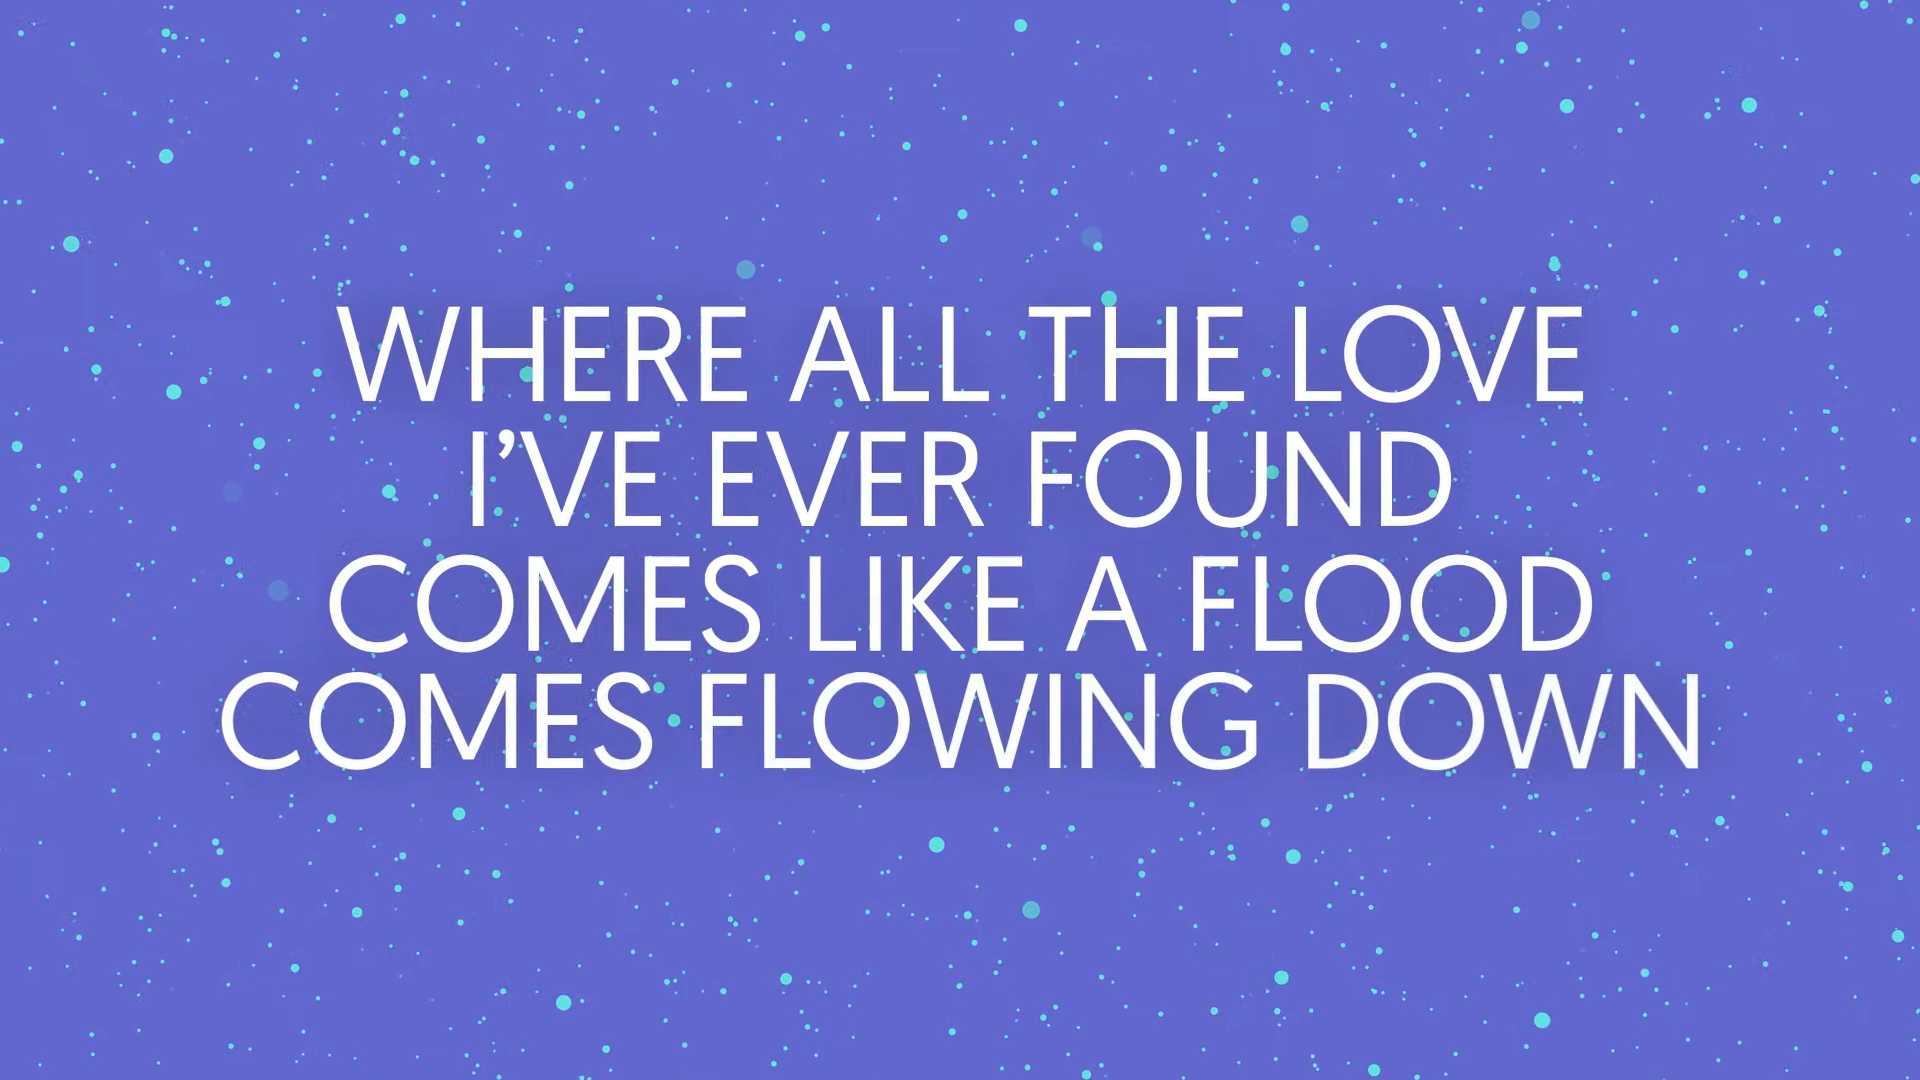 WHERE ALL THE LOVE
I’VE EVER FOUND
COMES LIKE A FLOOD
COMES FLOWING DOWN